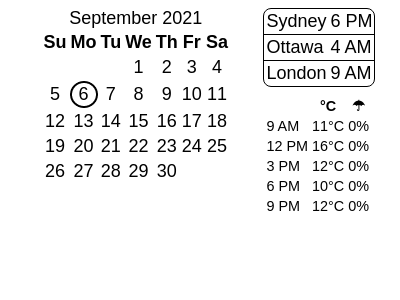 September 2021
Su Mo Tu We Th Fr Sa
1 2 3 4
5 6 7 8 9 10 11
12 13 14 15 16 17 18
19 20 21 22 23 24 25
26 27 28 29 30
Sydney 6 PM
Ottawa 4 AM
London 9 AM
°C ☂
9 AM 11°C 0%
12 PM 16°C 0%
3 PM 12°C 0%
6 PM 10°C 0%
9 PM 12°C 0%